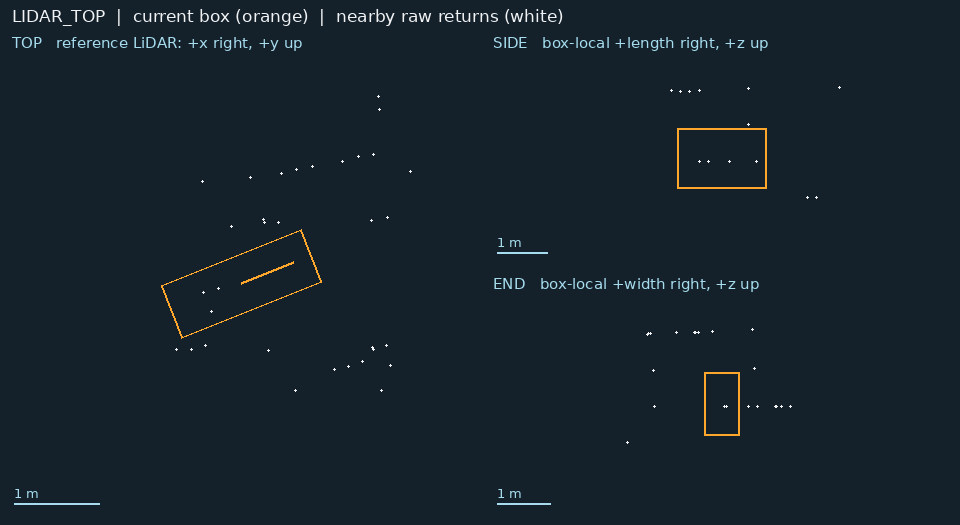 LIDAR_TOP  |  current box (orange)  |  nearby raw returns (white)
TOP   reference LiDAR: +x right, +y up
SIDE   box-local +length right, +z up
1 m
END   box-local +width right, +z up
1 m
1 m